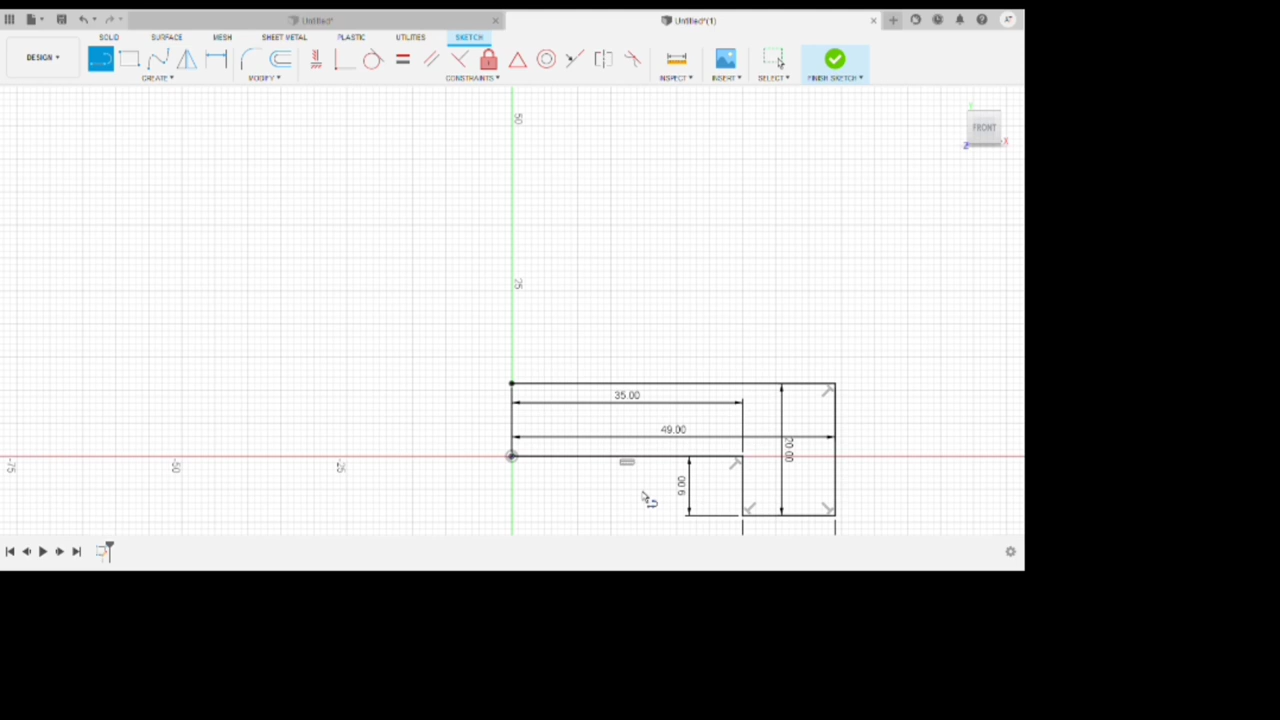 Untitled*
Untitled*(1)
SOLID SURFACE MESH SHEET METAL PLASTIC UTILITIES SKETCH
DESIGN
CREATE MODIFY CONSTRAINTS INSPECT INSERT SELECT FINISH SKETCH
50
FRONT
X
Z
25
35.00
49.00
20.00
9.00
-75
-50
-25